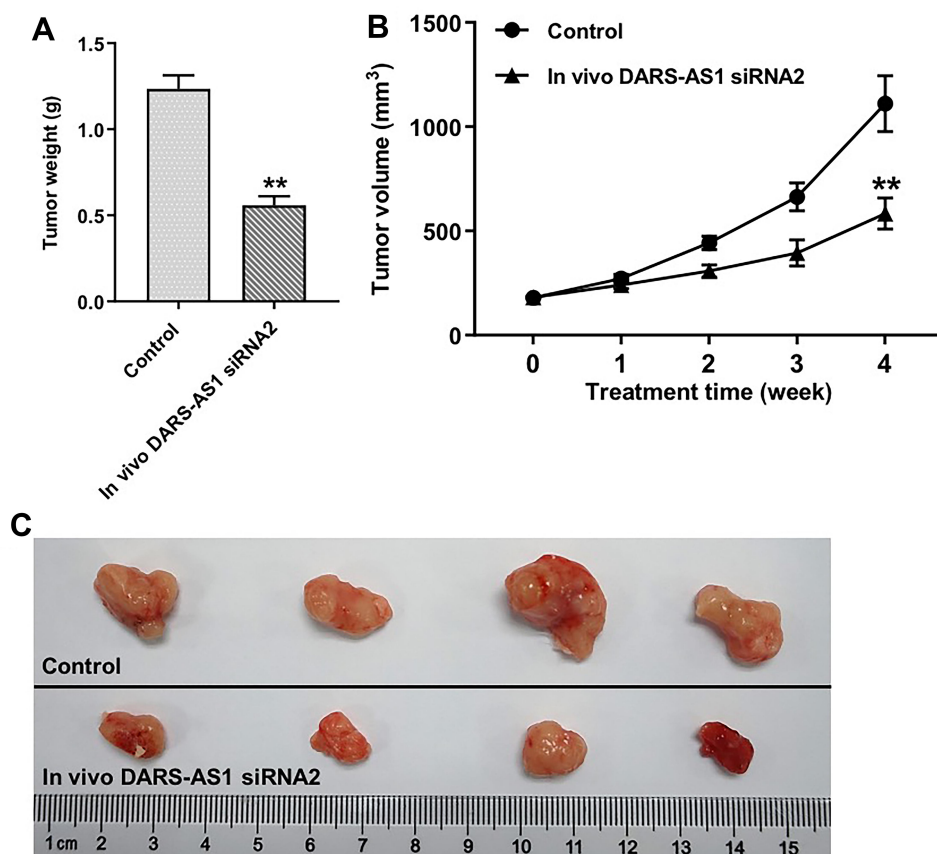 A
Tumor weight (g)
1.5
1.0
0.5
0.0
**
Control
In vivo DARS-AS1 siRNA2
B
Tumor volume (mm³)
1500
1000
500
0
Control
In vivo DARS-AS1 siRNA2
**
0 1 2 3 4
Treatment time (week)
C
Control
In vivo DARS-AS1 siRNA2
1 cm 2 3 4 5 6 7 8 9 10 11 12 13 14 15